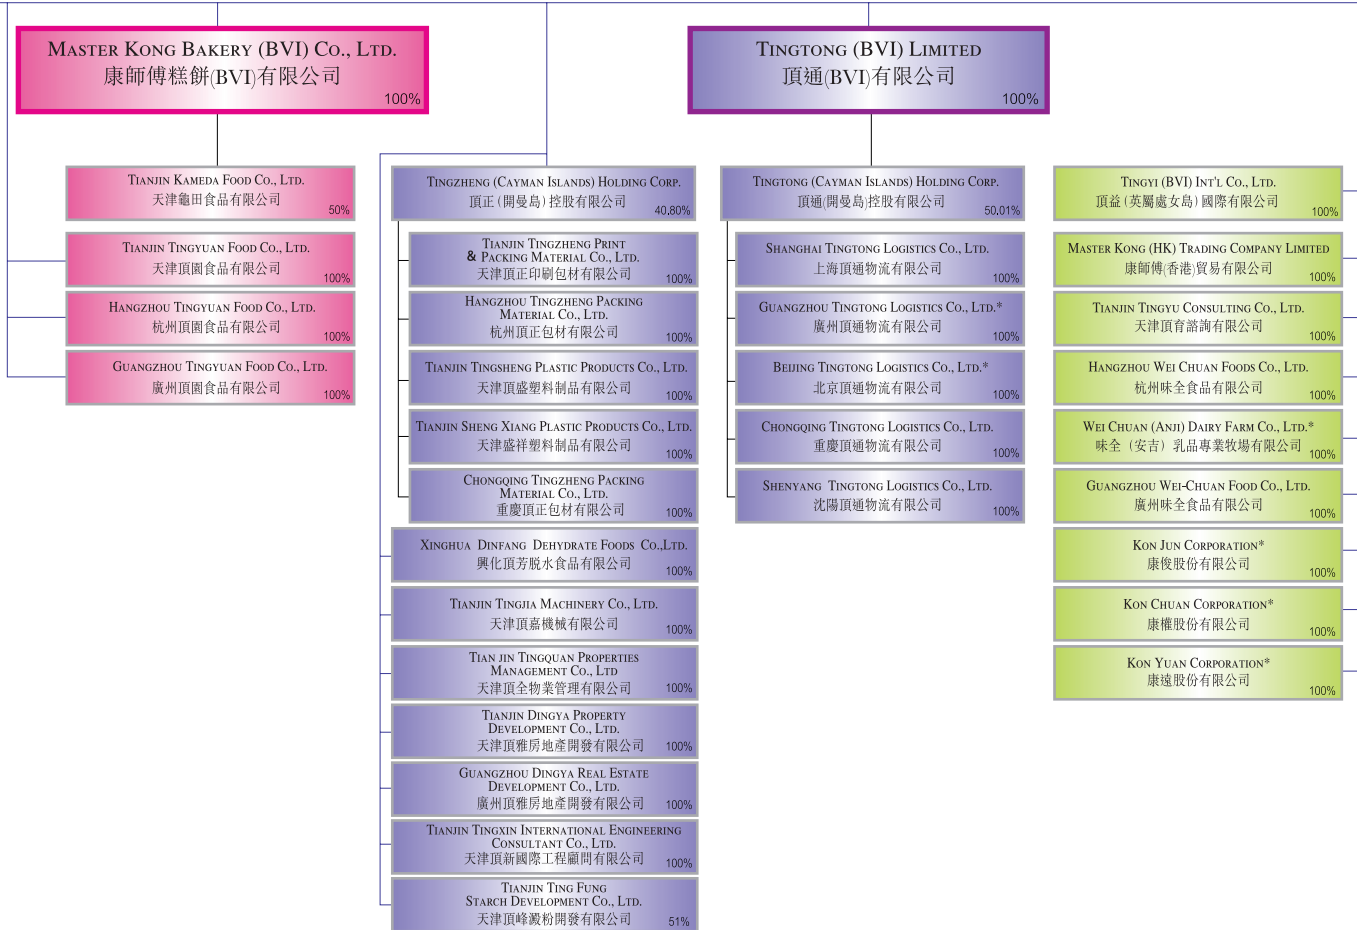 MASTER KONG BAKERY (BVI) CO., LTD.
康師傅糕餅(BVI)有限公司
100%
TINGTONG (BVI) LIMITED
頂通(BVI)有限公司
100%
TIANJIN KAMEDA FOOD CO., LTD.
天津龜田食品有限公司
50%
TIANJIN TINGYUAN FOOD CO., LTD.
天津頂園食品有限公司
100%
HANGZHOU TINGYUAN FOOD CO., LTD.
杭州頂園食品有限公司
100%
GUANGZHOU TINGYUAN FOOD CO., LTD.
廣州頂園食品有限公司
100%
TINGZHENG (CAYMAN ISLANDS) HOLDING CORP.
頂正(開曼島)控股有限公司
40.80%
TIANJIN TINGZHENG PRINT
& PACKING MATERIAL CO., LTD.
天津頂正印刷包材有限公司
100%
HANGZHOU TINGZHENG PACKING
MATERIAL CO., LTD.
杭州頂正包材有限公司
100%
TIANJIN TINGSHENG PLASTIC PRODUCTS CO., LTD.
天津頂盛塑料制品有限公司
100%
TIANJIN SHENG XIANG PLASTIC PRODUCTS CO., LTD.
天津盛祥塑料制品有限公司
100%
CHONGQING TINGZHENG PACKING
MATERIAL CO., LTD.
重慶頂正包材有限公司
100%
XINGHUA DINFANG DEHYDRATE FOODS CO.,LTD.
興化頂芳脱水食品有限公司
100%
TIANJIN TINGJIA MACHINERY CO., LTD.
天津頂嘉機械有限公司
100%
TIAN JIN TINGQUAN PROPERTIES
MANAGEMENT CO., LTD
天津頂全物業管理有限公司
100%
TIANJIN DINGYA PROPERTY
DEVELOPMENT CO., LTD.
天津頂雅房地產開發有限公司
100%
GUANGZHOU DINGYA REAL ESTATE
DEVELOPMENT CO., LTD.
廣州頂雅房地產開發有限公司
100%
TIANJIN TINGXIN INTERNATIONAL ENGINEERING
CONSULTANT CO., LTD.
天津頂新國際工程顧問有限公司
100%
TIANJIN TING FUNG
STARCH DEVELOPMENT CO., LTD.
天津頂峰澱粉開發有限公司
51%
TINGTONG (CAYMAN ISLANDS) HOLDING CORP.
頂通(開曼島)控股有限公司
50.01%
SHANGHAI TINGTONG LOGISTICS CO., LTD.
上海頂通物流有限公司
100%
GUANGZHOU TINGTONG LOGISTICS CO., LTD.*
廣州頂通物流有限公司
100%
BEIJING TINGTONG LOGISTICS CO., LTD.*
北京頂通物流有限公司
100%
CHONGQING TINGTONG LOGISTICS CO., LTD.
重慶頂通物流有限公司
100%
SHENYANG TINGTONG LOGISTICS CO., LTD.
沈陽頂通物流有限公司
100%
TINGYI (BVI) INT'L CO., LTD.
頂益(英屬處女島)國際有限公司
100%
MASTER KONG (HK) TRADING COMPANY LIMITED
康師傅(香港)貿易有限公司
100%
TIANJIN TINGYU CONSULTING CO., LTD.
天津頂育諮詢有限公司
100%
HANGZHOU WEI CHUAN FOODS CO., LTD.
杭州味全食品有限公司
100%
WEI CHUAN (ANJI) DAIRY FARM CO., LTD.*
味全(安吉)乳品專業牧場有限公司
100%
GUANGZHOU WEI-CHUAN FOOD CO., LTD.
廣州味全食品有限公司
100%
KON JUN CORPORATION*
康俊股份有限公司
100%
KON CHUAN CORPORATION*
康權股份有限公司
100%
KON YUAN CORPORATION*
康遠股份有限公司
100%